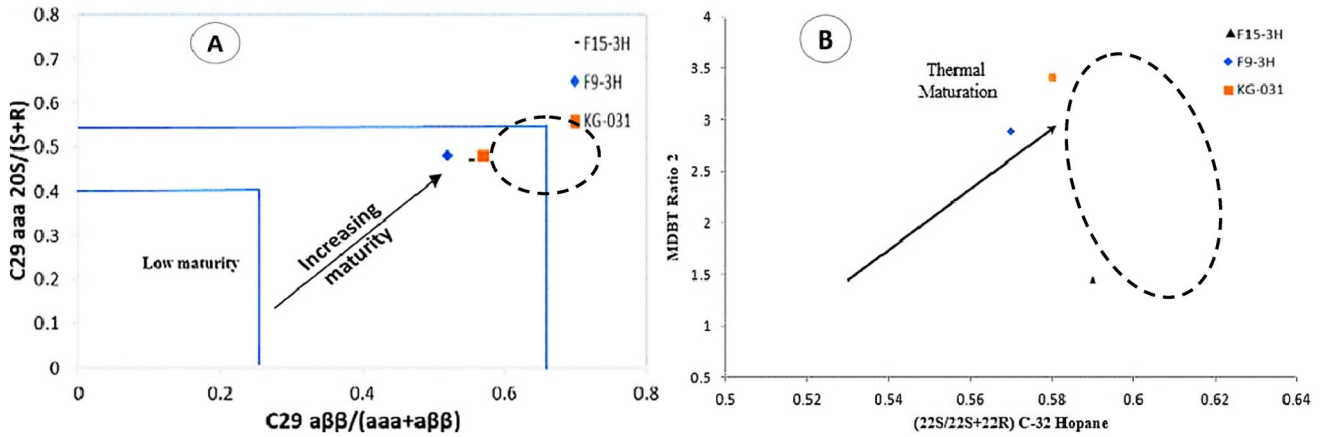 A
0.8
0.7
0.6
0.5
0.4
0.3
0.2
0.1
0
C29 aaa 20S/(S+R)
F15-3H
F9-3H
KG-031
Low maturity
Increasing
maturity
0
0.2
0.4
0.6
0.8
C29 aββ/(aaa+aββ)
B
4
3.5
3
2.5
2
1.5
1
0.5
MDBT Ratio 2
Thermal
Maturation
F15-3H
F9-3H
KG-031
0.5
0.52
0.54
0.56
0.58
0.6
0.62
0.64
(22S/22S+22R) C-32 Hopane